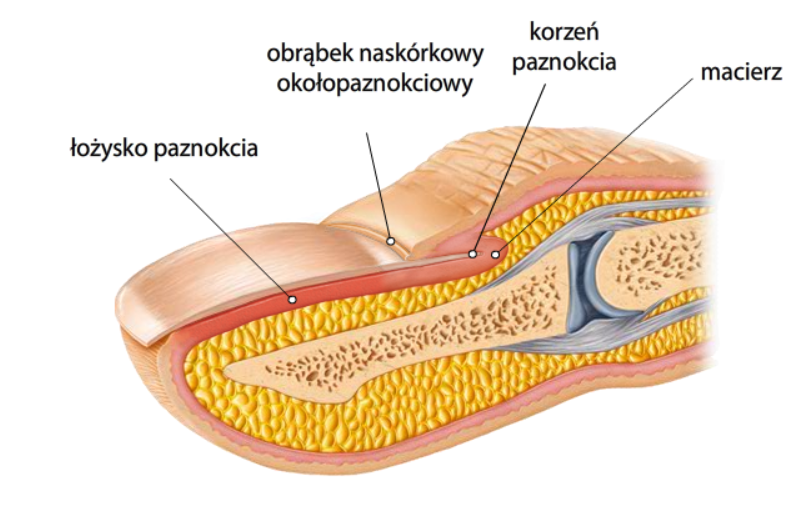 korzeń
paznokcia
obrąbek naskórkowy
okołopaznokciowy
macierz
łożysko paznokcia